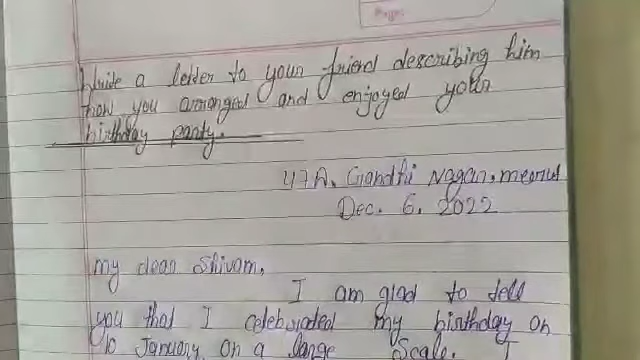 Page:
Write a letter to your friend describing him
how you arranged and enjoyed your
birthday party.
47A, Gandhi Nagar, meerut
Dec. 6, 2022
my dear Shivam,
I am glad to tell
you that I celebrated my birthday on
10 January on a large Scale. I